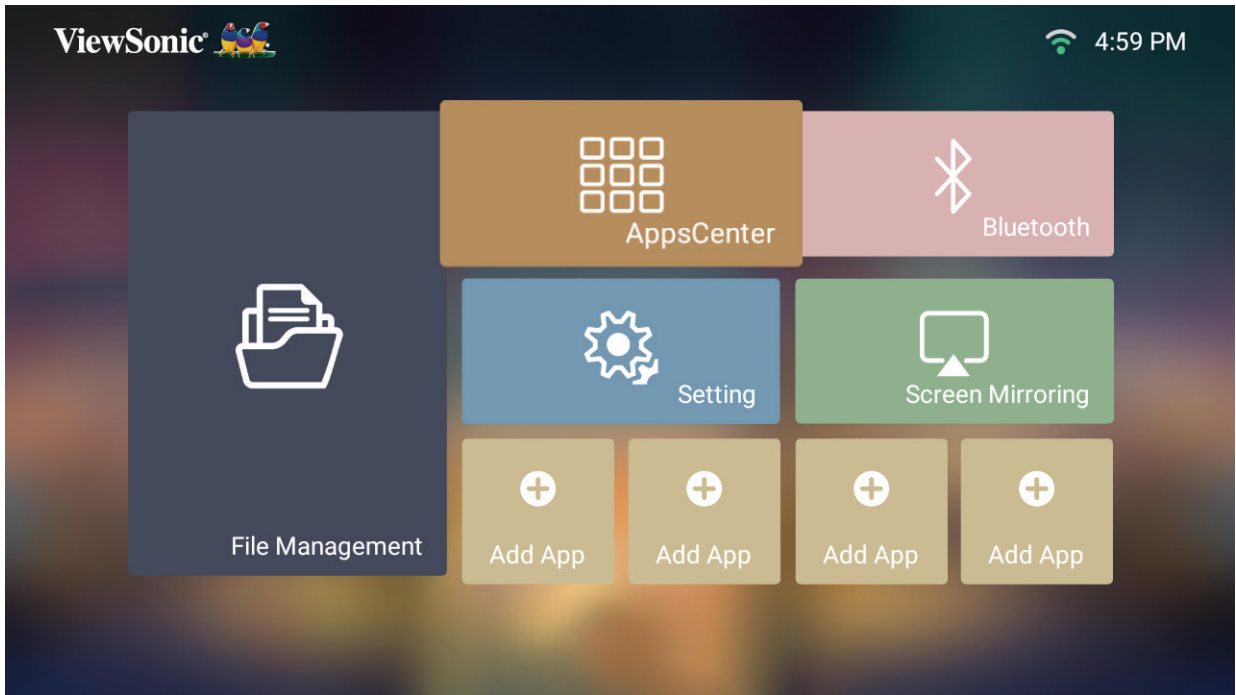 ViewSonic®
4:59 PM
AppsCenter
Bluetooth
Setting
Screen Mirroring
File Management
Add App
Add App
Add App
Add App